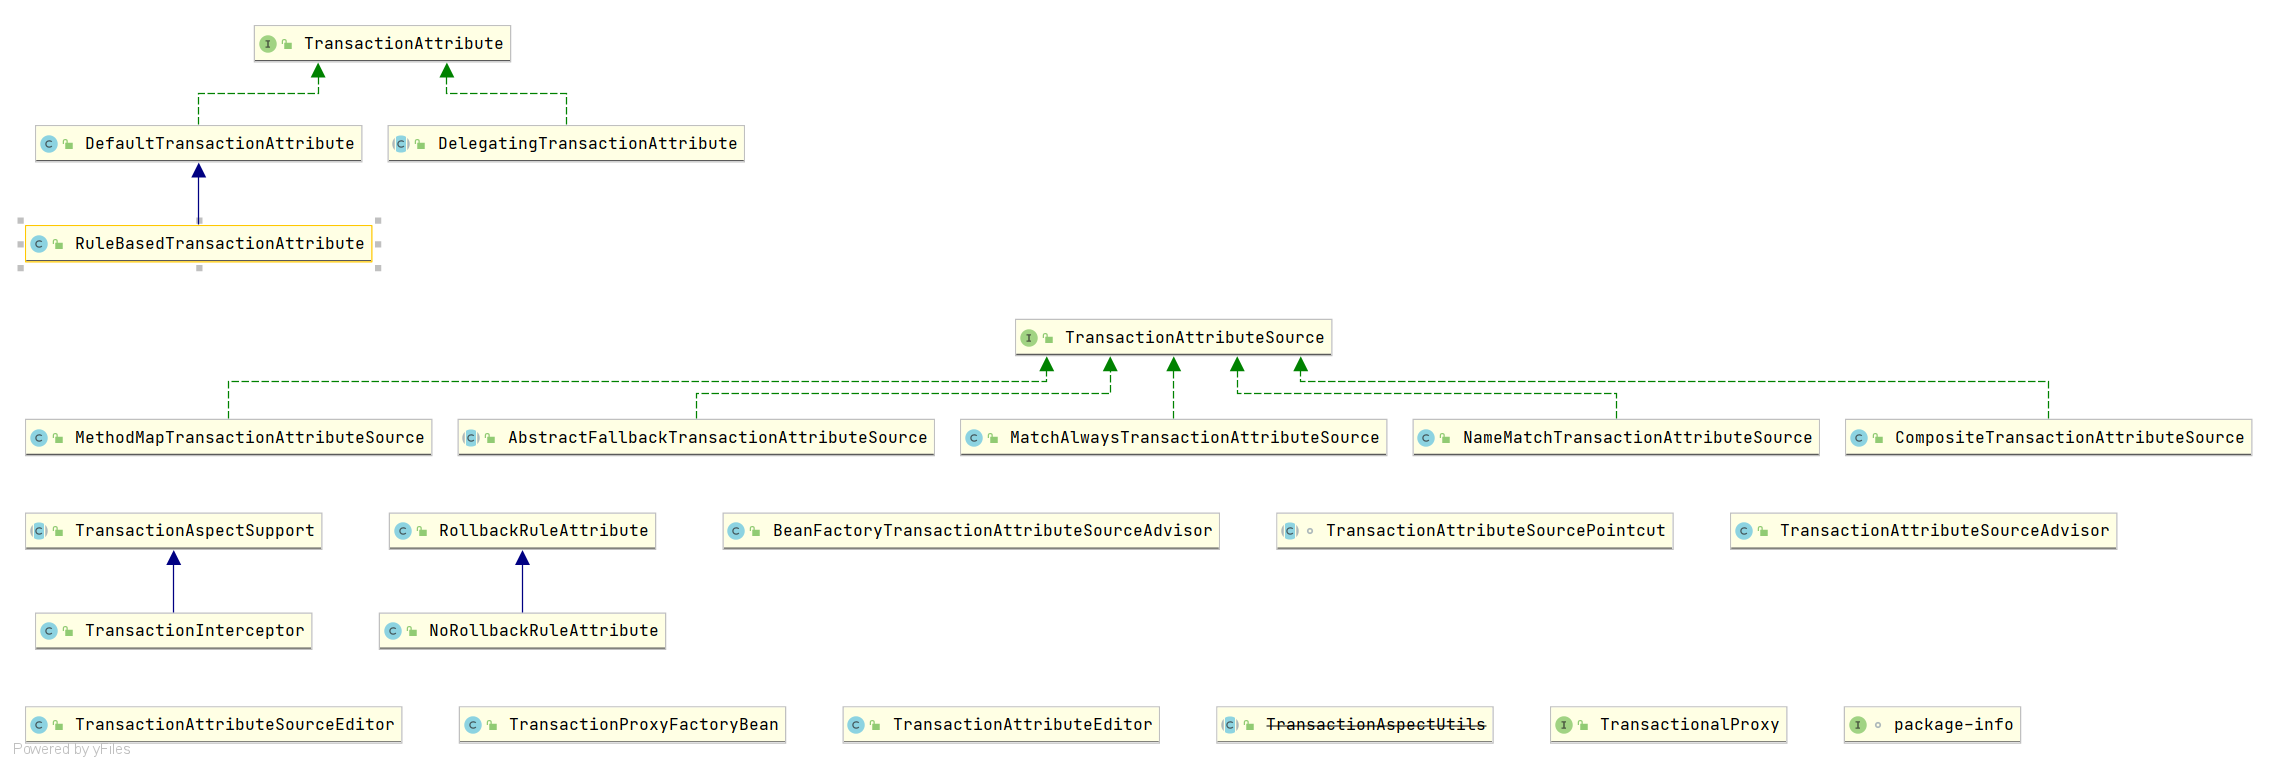 TransactionAttribute
DefaultTransactionAttribute
DelegatingTransactionAttribute
RuleBasedTransactionAttribute
TransactionAttributeSource
MethodMapTransactionAttributeSource
AbstractFallbackTransactionAttributeSource
MatchAlwaysTransactionAttributeSource
NameMatchTransactionAttributeSource
CompositeTransactionAttributeSource
TransactionAspectSupport
RollbackRuleAttribute
BeanFactoryTransactionAttributeSourceAdvisor
TransactionAttributeSourcePointcut
TransactionAttributeSourceAdvisor
TransactionInterceptor
NoRollbackRuleAttribute
TransactionAttributeSourceEditor
TransactionProxyFactoryBean
TransactionAttributeEditor
TransactionAspectUtils
TransactionalProxy
package-info
Powered by yFiles